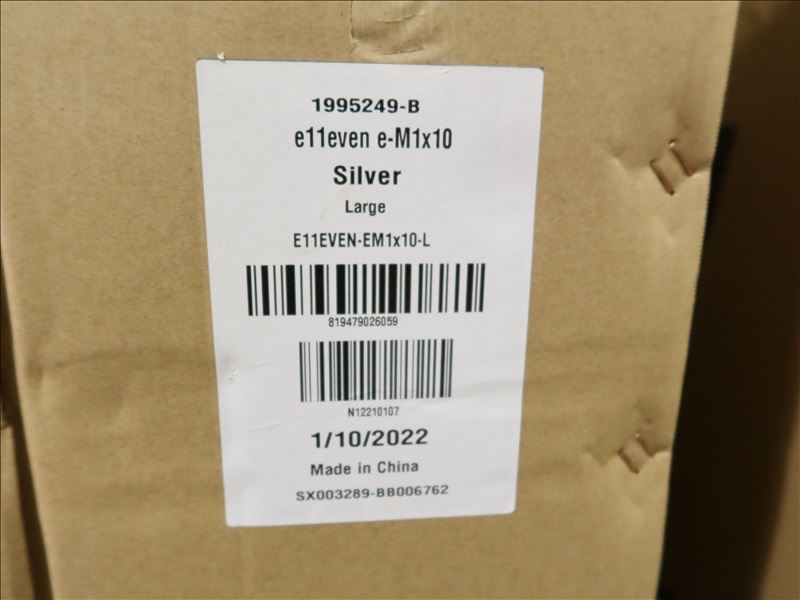 1995249-B
e11even e-M1x10
Silver
Large
E11EVEN-EM1x10-L
819479026059
N12210107
1/10/2022
Made in China
SX003289-BB006762